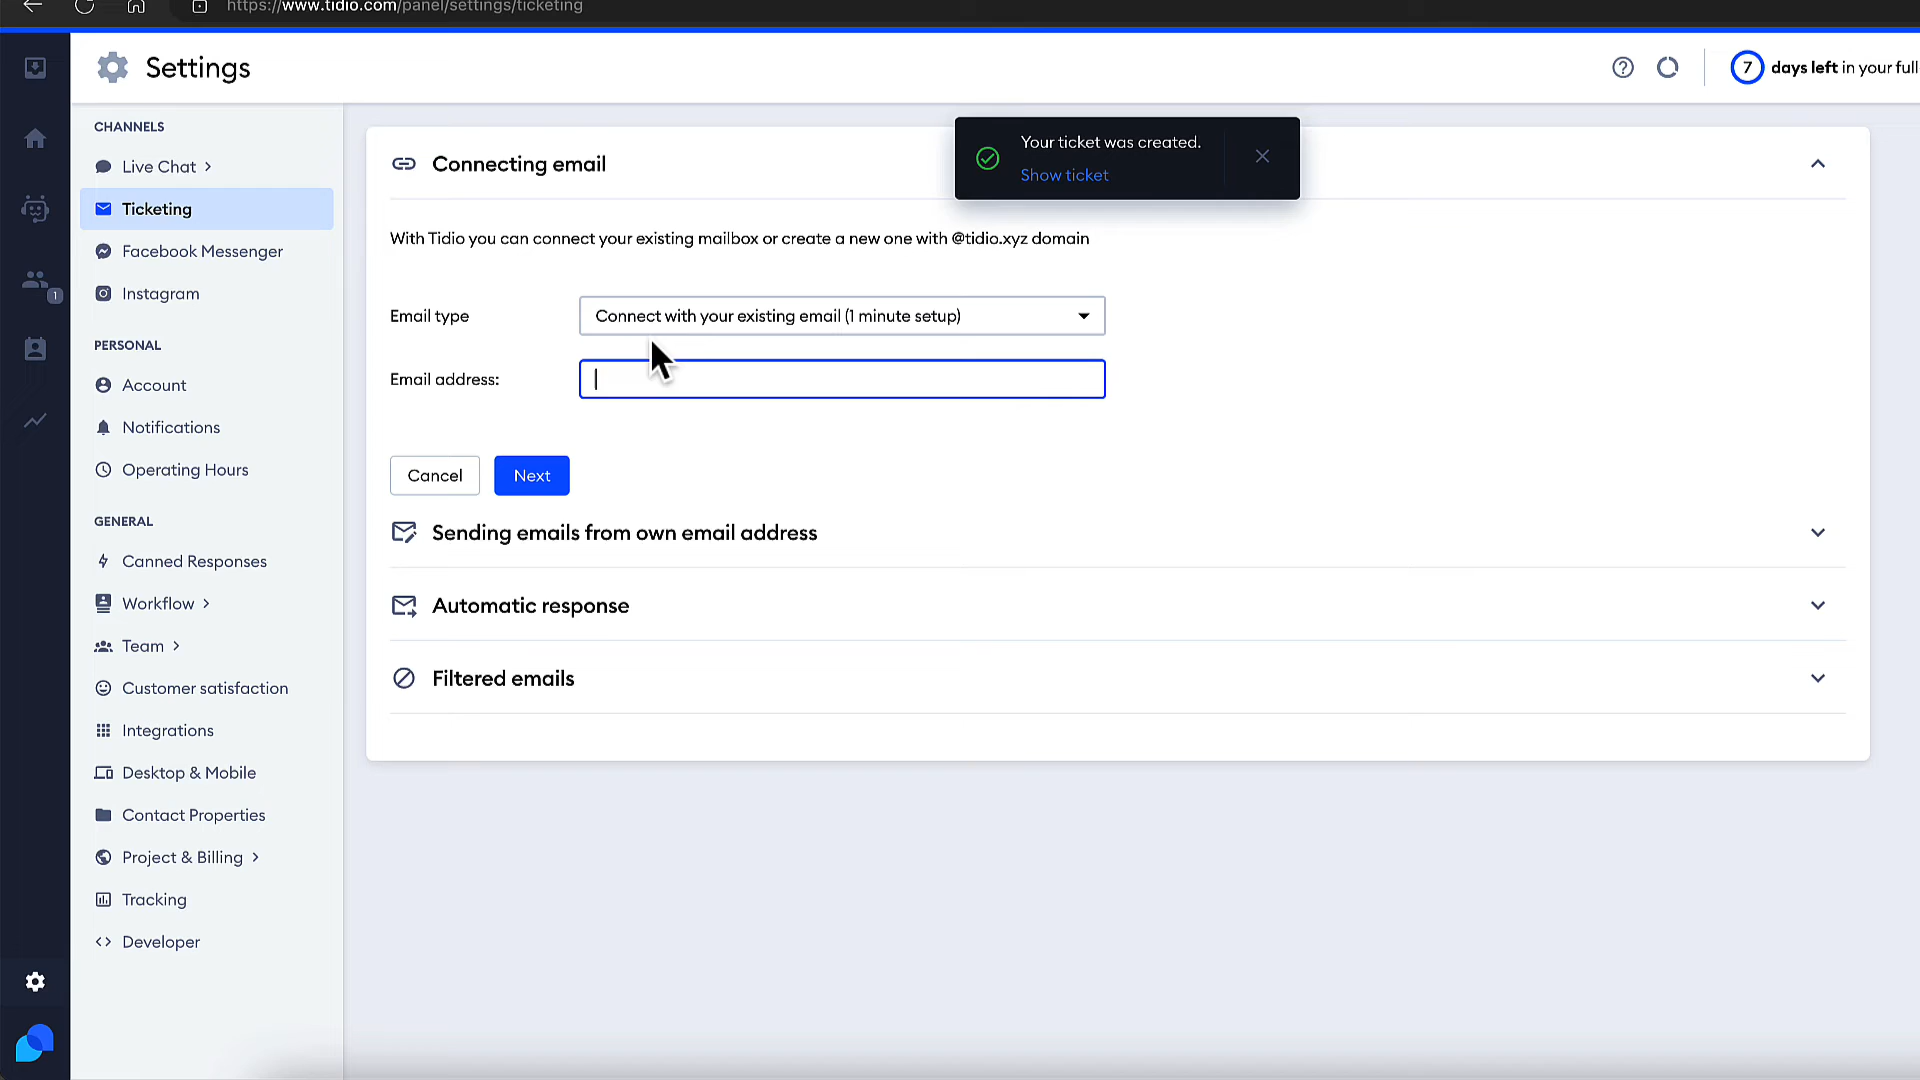 https://www.tidio.com/panel/settings/ticketing
Settings
7 days left in your full
CHANNELS
Live Chat
Ticketing
Facebook Messenger
Instagram
PERSONAL
Account
Notifications
Operating Hours
GENERAL
Canned Responses
Workflow
Team
Customer satisfaction
Integrations
Desktop & Mobile
Contact Properties
Project & Billing
Tracking
Developer
1
Connecting email
Your ticket was created.
Show ticket
With Tidio you can connect your existing mailbox or create a new one with @tidio.xyz domain
Email type
Connect with your existing email (1 minute setup)
Email address:
Cancel
Next
Sending emails from own email address
Automatic response
Filtered emails